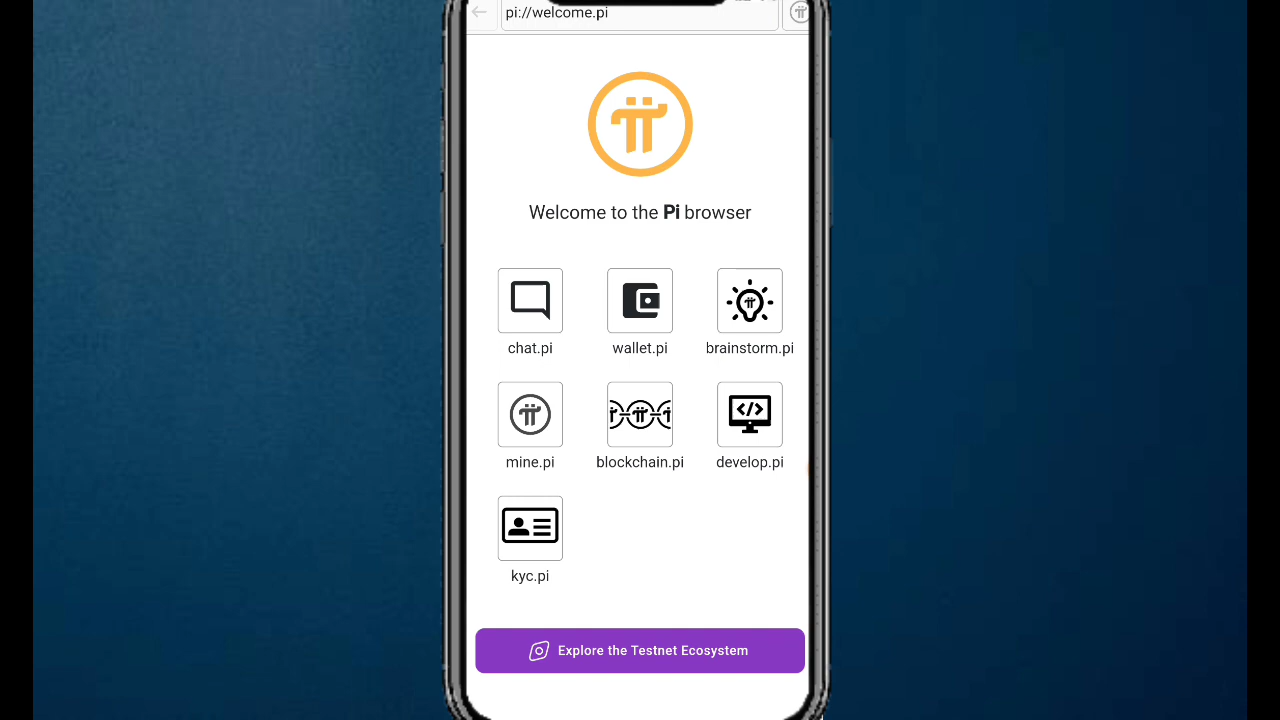 pi://welcome.pi
Welcome to the Pi browser
chat.pi
wallet.pi
brainstorm.pi
mine.pi
blockchain.pi
develop.pi
kyc.pi
Explore the Testnet Ecosystem